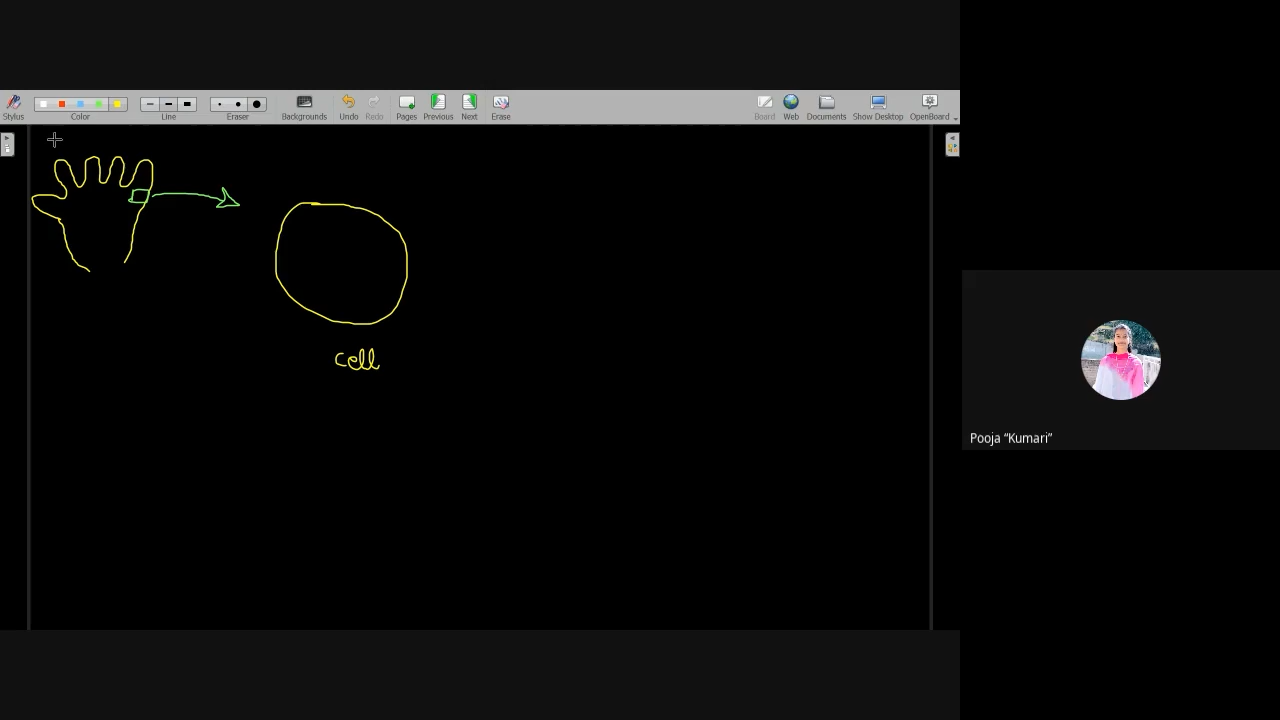 Stylus Color Line Eraser Backgrounds Undo Redo Pages Previous Next Erase Board Web Documents Show Desktop OpenBoard
cell
Pooja “Kumari”